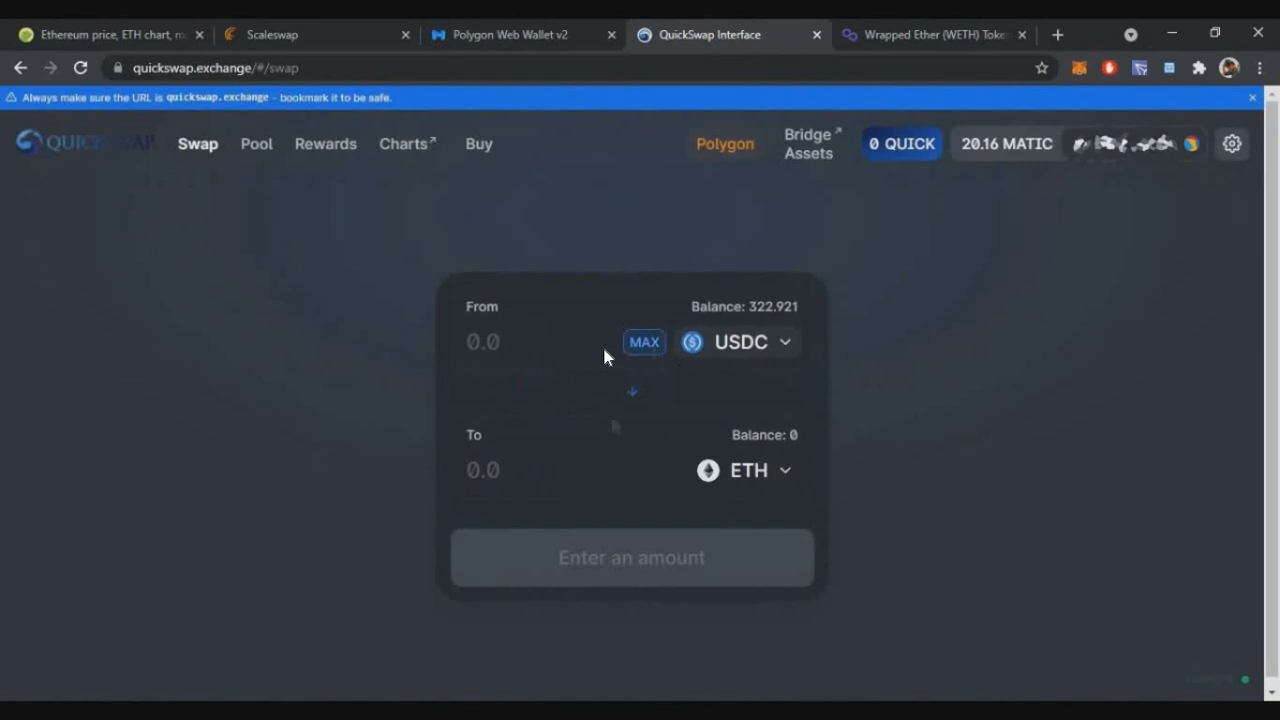 Ethereum price, ETH chart, m
Scaleswap
Polygon Web Wallet v2
QuickSwap Interface
Wrapped Ether (WETH) Toke
quickswap.exchange/#/swap
Always make sure the URL is quickswap.exchange - bookmark it to be safe.
QUICKSWAP
Swap
Pool
Rewards
Charts↗
Buy
Polygon
Bridge↗
Assets
0 QUICK
20.16 MATIC
From
Balance: 322.921
0.0
MAX
USDC
To
Balance: 0
0.0
ETH
Enter an amount